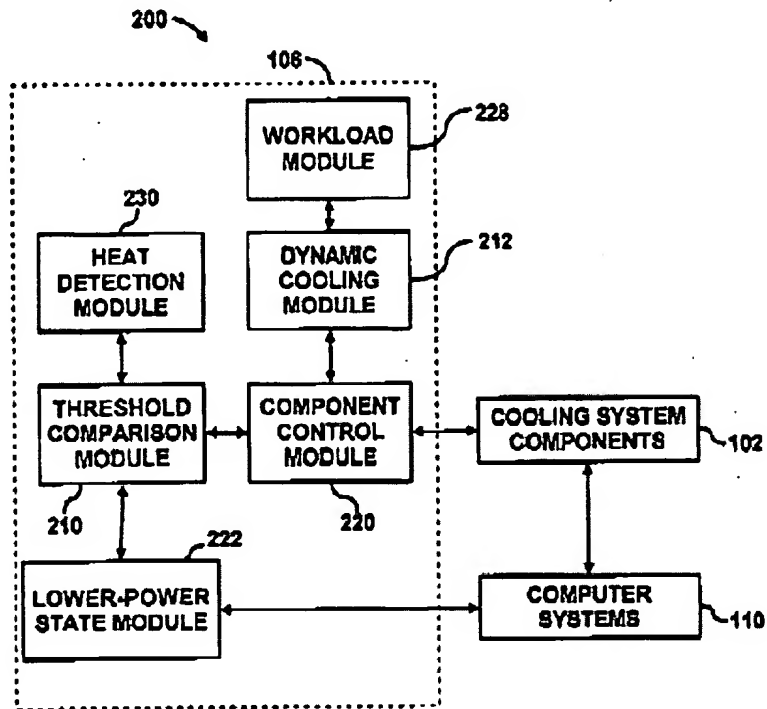 200
106
WORKLOAD
MODULE
228
230
HEAT
DETECTION
MODULE
DYNAMIC
COOLING
MODULE
212
THRESHOLD
COMPARISON
MODULE
COMPONENT
CONTROL
MODULE
COOLING SYSTEM
COMPONENTS
102
210
220
222
LOWER-POWER
STATE MODULE
COMPUTER
SYSTEMS
110